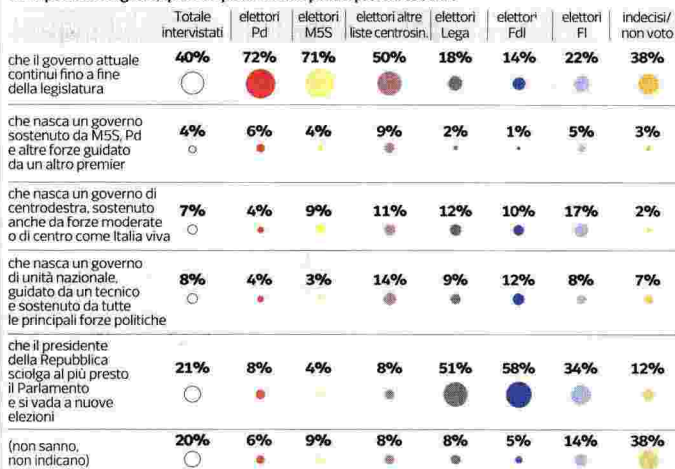 Totale intervistati elettori Pd elettori M5S elettori altre liste centrosin. elettori Lega elettori FdI elettori FI indecisi/ non voto
che il governo attuale
continui fino a fine
della legislatura
40% 72% 71% 50% 18% 14% 22% 38%
che nasca un governo
sostenuto da M5S, Pd
e altre forze guidato
da un altro premier
4% 6% 4% 9% 2% 1% 5% 3%
che nasca un governo di
centrodestra, sostenuto
anche da forze moderate
o di centro come Italia viva
7% 4% 9% 11% 12% 10% 17% 2%
che nasca un governo
di unità nazionale,
guidato da un tecnico
e sostenuto da tutte
le principali forze politiche
8% 4% 3% 14% 9% 12% 8% 7%
che il presidente
della Repubblica
sciolga al più presto
il Parlamento
e si vada a nuove
elezioni
21% 8% 4% 8% 51% 58% 34% 12%
(non sanno,
non indicano)
20% 6% 9% 8% 8% 5% 14% 38%